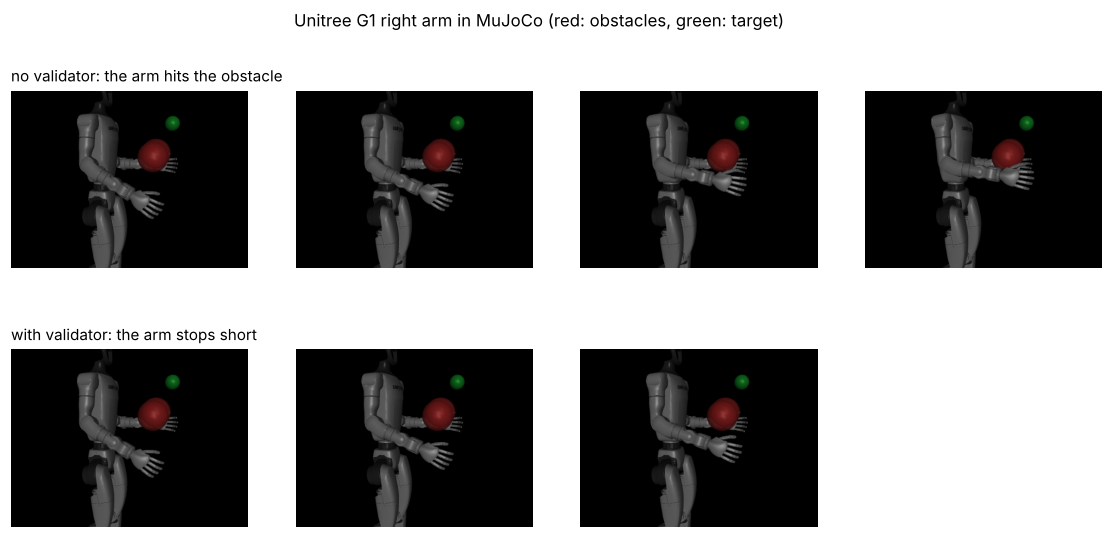 Unitree G1 right arm in MuJoCo (red: obstacles, green: target)
no validator: the arm hits the obstacle
with validator: the arm stops short